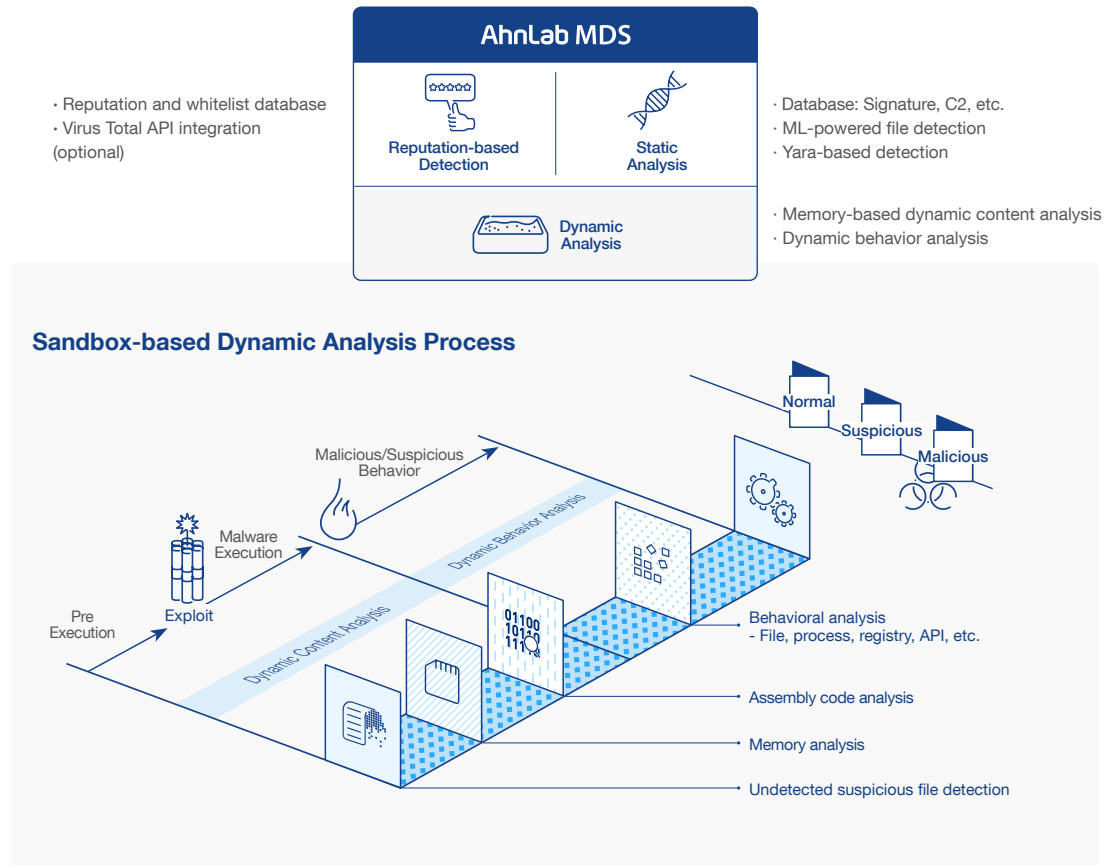 AhnLab MDS
· Reputation and whitelist database
· Virus Total API integration
(optional)
Reputation-based
Detection
Static
Analysis
· Database: Signature, C2, etc.
· ML-powered file detection
· Yara-based detection
Dynamic
Analysis
· Memory-based dynamic content analysis
· Dynamic behavior analysis
Sandbox-based Dynamic Analysis Process
Normal
Suspicious
Malicious
Malicious/Suspicious
Behavior
Malware
Execution
Exploit
Pre
Execution
Dynamic Behavior Analysis
Dynamic Content Analysis
01100
10110
111
Behavioral analysis
- File, process, registry, API, etc.
Assembly code analysis
Memory analysis
Undetected suspicious file detection